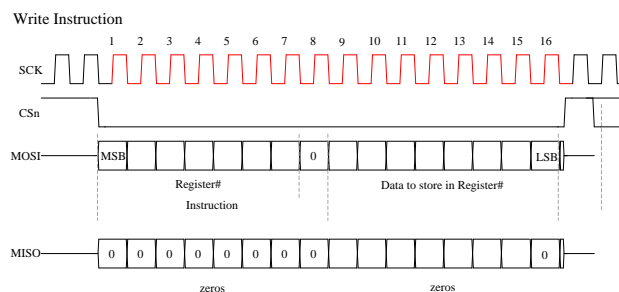 Write Instruction
1 2 3 4 5 6 7 8 9 10 11 12 13 14 15 16
SCK
CSn
MOSI MSB 0 LSB
Register# Data to store in Register#
Instruction
MISO 0 0 0 0 0 0 0 0 0
zeros zeros